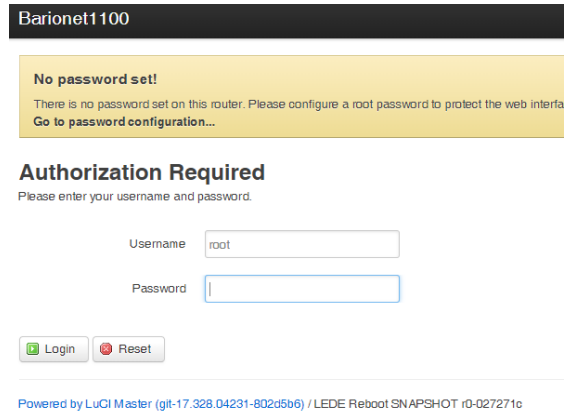 Barionet1100
No password set!
There is no password set on this router. Please configure a root password to protect the web interfa
Go to password configuration...
Authorization Required
Please enter your username and password.
Username root
Password
Login Reset
Powered by LuCI Master (git-17.328.04231-802d5b6) / LEDE Reboot SNAPSHOT r0-027271c